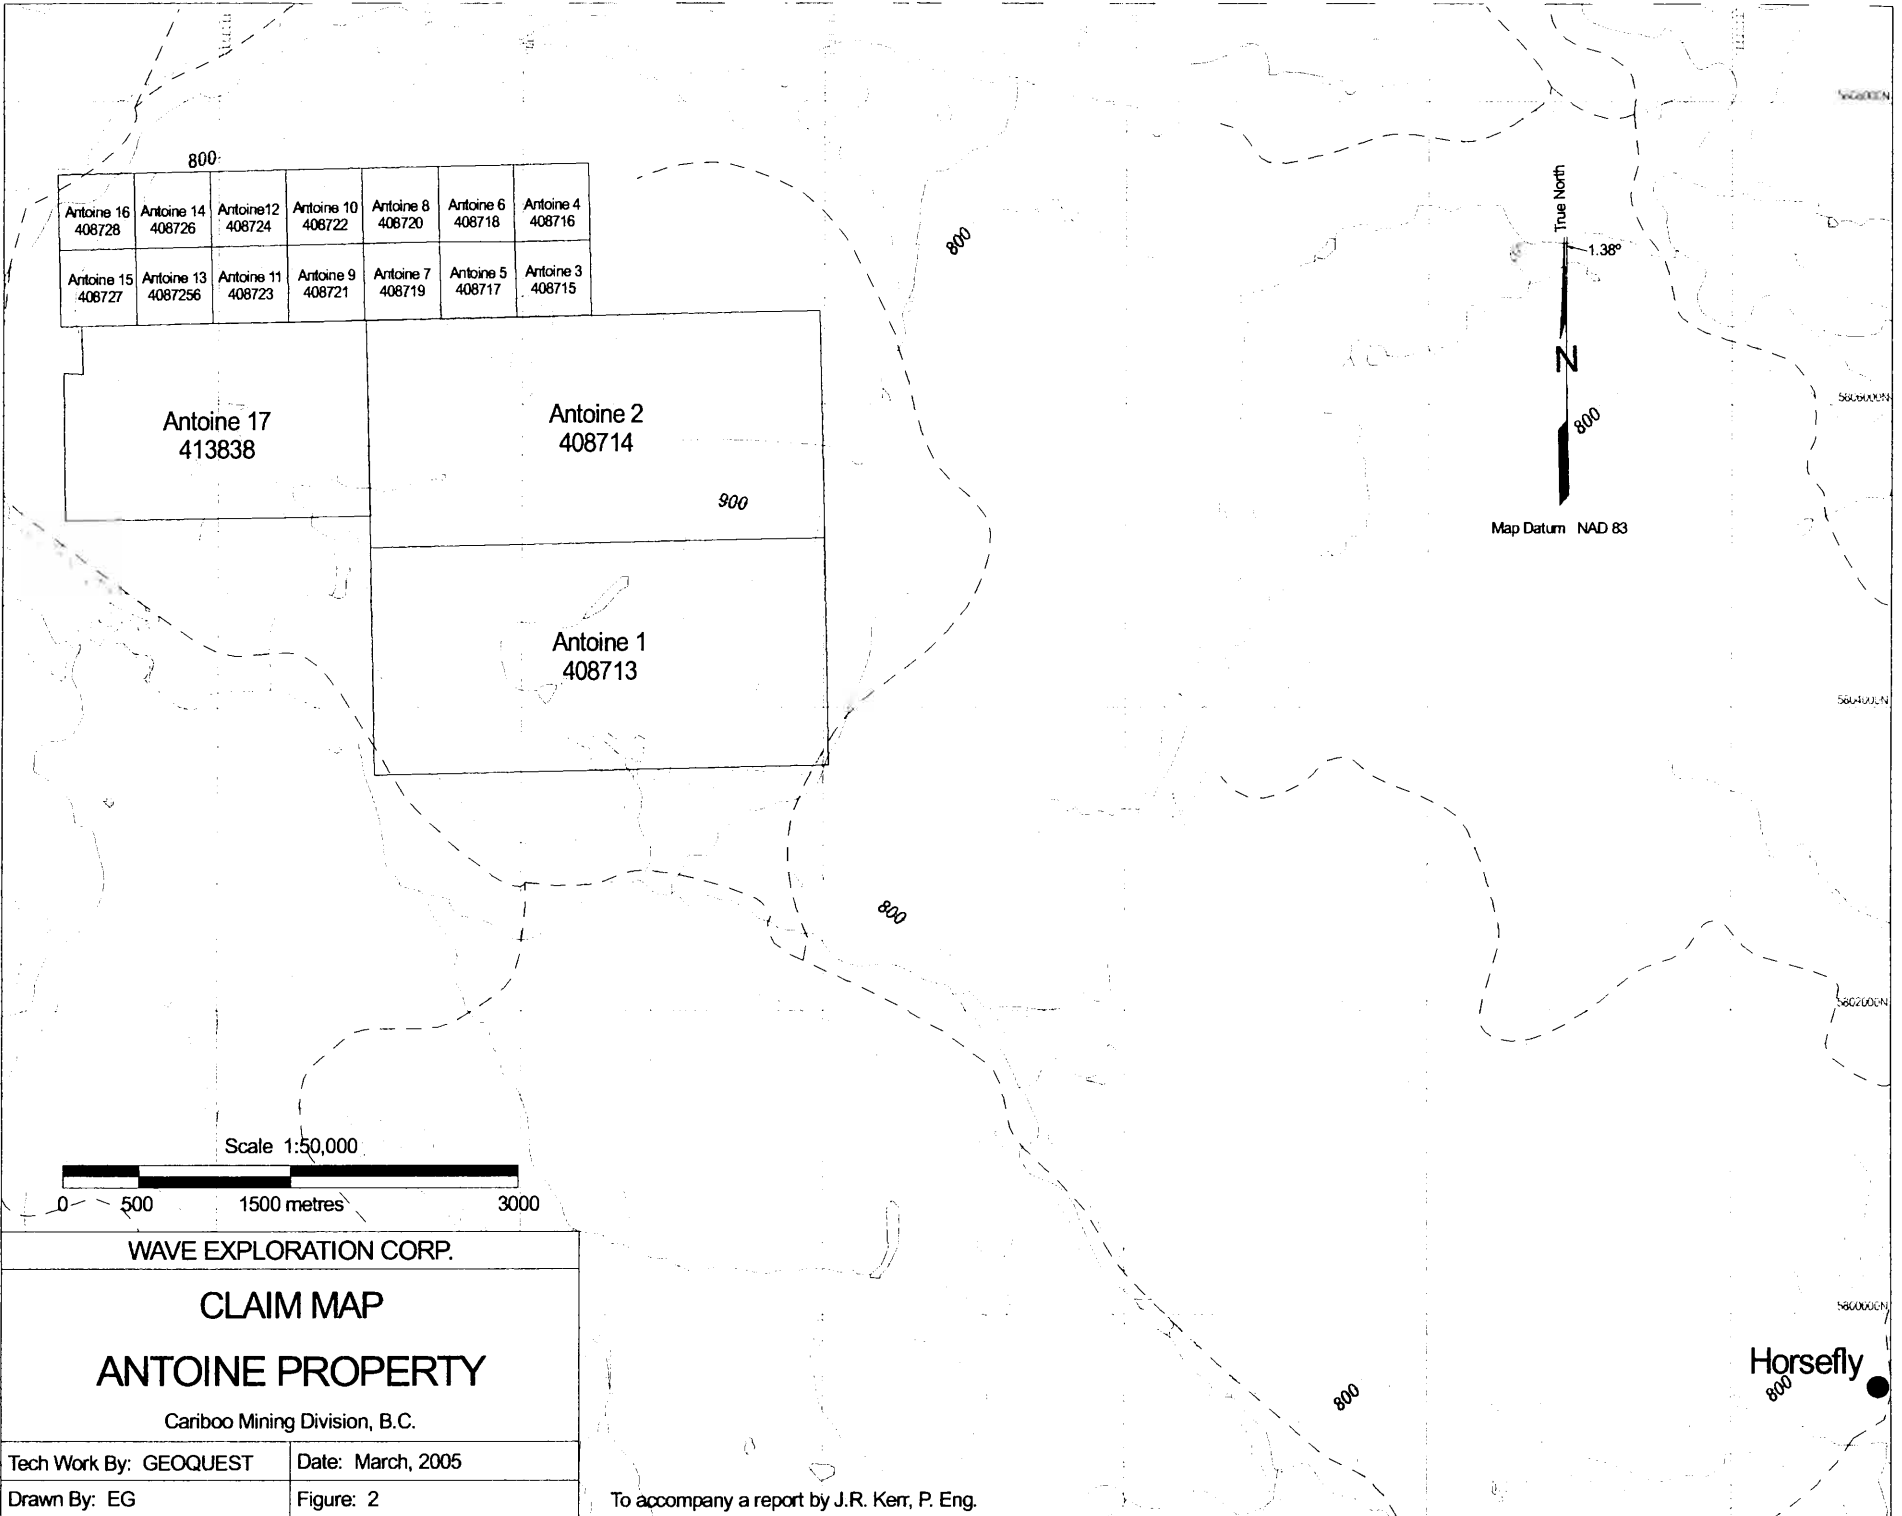 800
Antoine 16
408728
Antoine 14
408726
Antoine12
408724
Antoine 10
408722
Antoine 8
408720
Antoine 6
408718
Antoine 4
408716
Antoine 15
408727
Antoine 13
4087256
Antoine 11
408723
Antoine 9
408721
Antoine 7
408719
Antoine 5
408717
Antoine 3
408715
Antoine 17
413838
Antoine 2
408714
900
Antoine 1
408713
800
True North
1.38°
N
800
Map Datum NAD 83
5806000N
5804000N
800
5802000N
5800000N
Horsefly
800
800
Scale 1:50,000
0 500 1500 metres 3000
WAVE EXPLORATION CORP.
CLAIM MAP
ANTOINE PROPERTY
Cariboo Mining Division, B.C.
Tech Work By: GEOQUEST
Date: March, 2005
Drawn By: EG
Figure: 2
To accompany a report by J.R. Kerr, P. Eng.